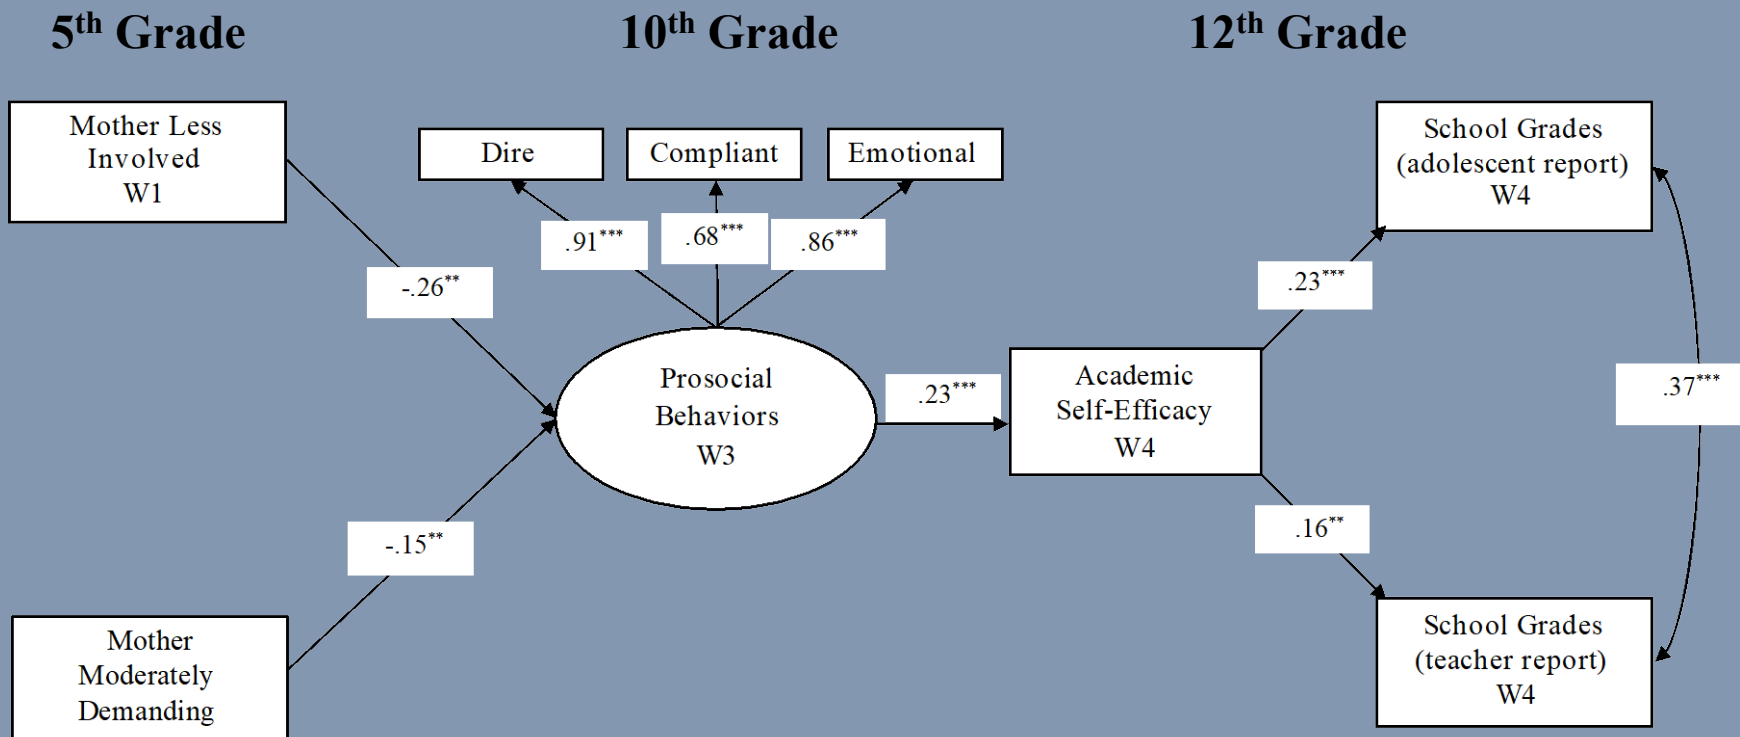 5th Grade
10th Grade
12th Grade
Mother Less
Involved
W1
Dire
Compliant
Emotional
School Grades
(adolescent report)
W4
.91***
.68***
.86***
-.26**
.23***
Prosocial
Behaviors
W3
.23***
Academic
Self-Efficacy
W4
.37***
-.15**
.16**
Mother
Moderately
Demanding
School Grades
(teacher report)
W4